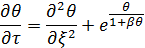 ∂θ/∂τ = ∂²θ/∂ξ² + e^(θ/(1+βθ))